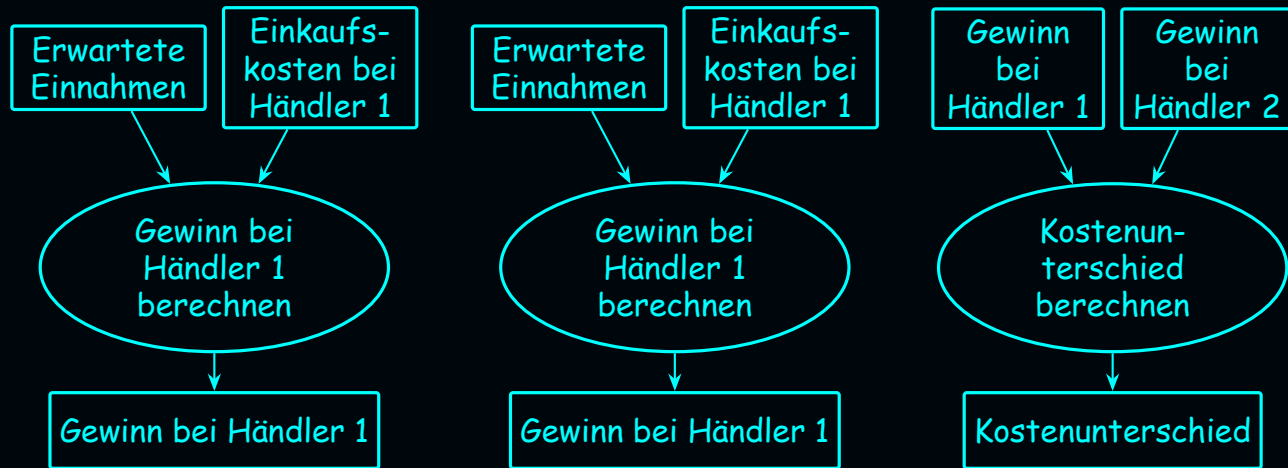 Erwartete
Einnahmen
Einkaufs-
kosten bei
Händler 1
Gewinn bei
Händler 1
berechnen
Gewinn bei Händler 1
Erwartete
Einnahmen
Einkaufs-
kosten bei
Händler 1
Gewinn bei
Händler 1
berechnen
Gewinn bei Händler 1
Gewinn
bei
Händler 1
Gewinn
bei
Händler 2
Kostenun-
terschied
berechnen
Kostenunterschied